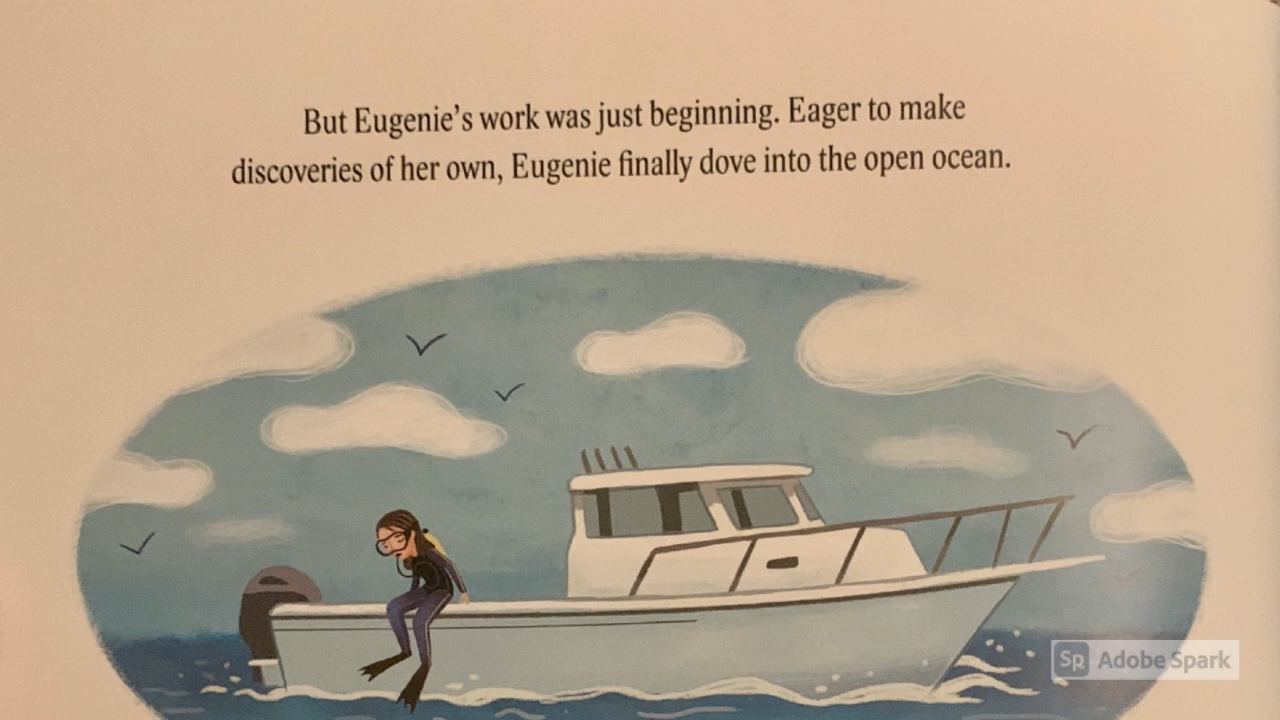 But Eugenie's work was just beginning. Eager to make
discoveries of her own, Eugenie finally dove into the open ocean.
Sp Adobe Spark